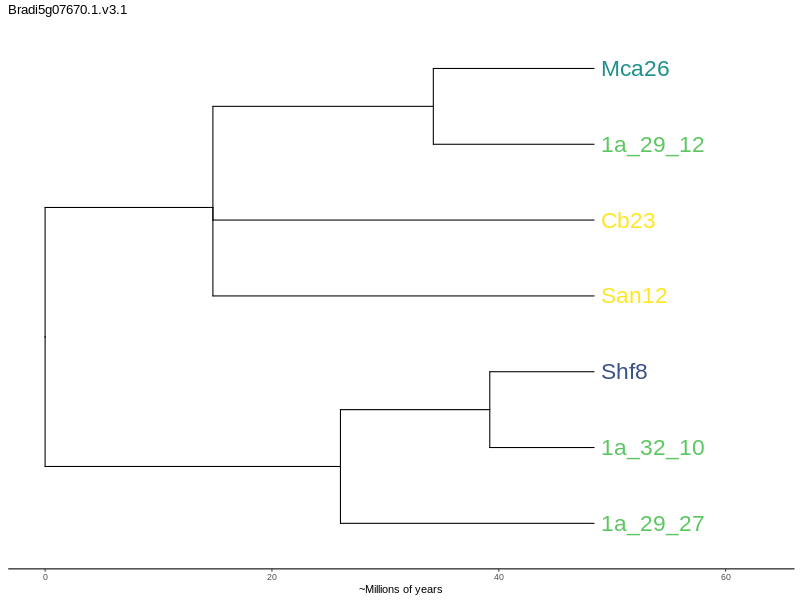 Bradi5g07670.1.v3.1
Mca26
1a_29_12
Cb23
San12
Shf8
1a_32_10
1a_29_27
0 20 40 60
~Millions of years